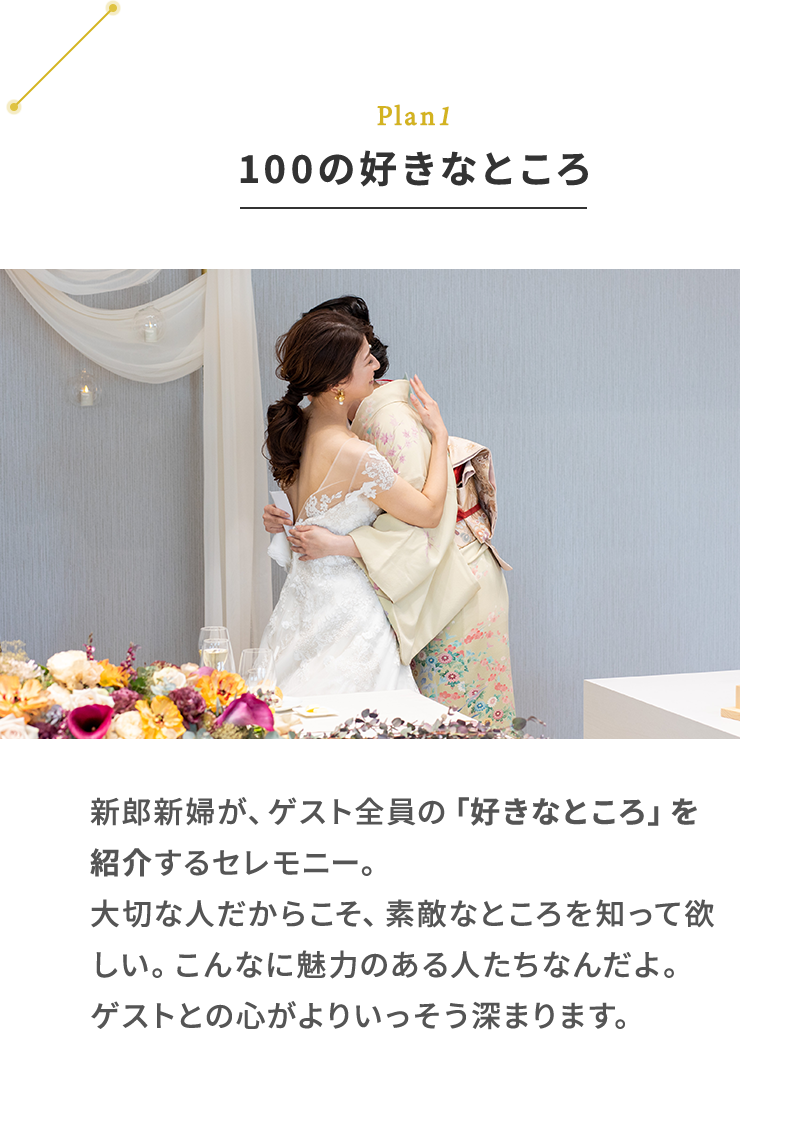 Plan1
100の好きなところ
新郎新婦が、ゲスト全員の「好きなところ」を
紹介するセレモニー。
大切な人だからこそ、素敵なところを知って欲
しい。こんなに魅力のある人たちなんだよ。
ゲストとの心がよりいっそう深まります。